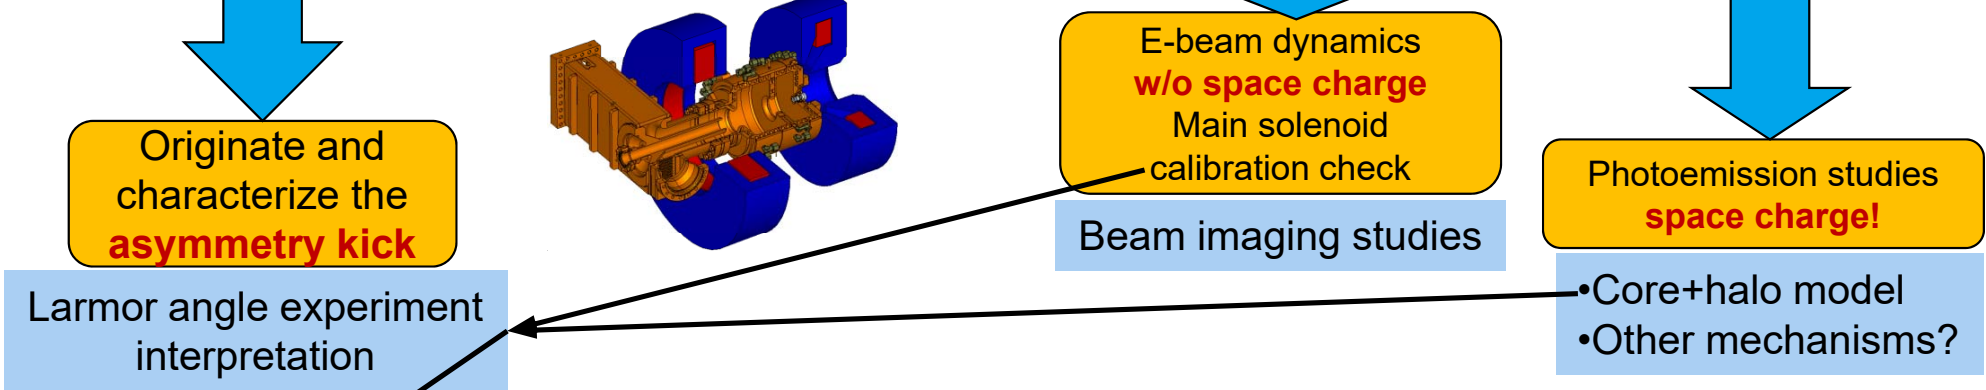 Originate and
characterize the
asymmetry kick
Larmor angle experiment
interpretation
E-beam dynamics
w/o space charge
Main solenoid
calibration check
Beam imaging studies
Photoemission studies
space charge!
•Core+halo model
•Other mechanisms?